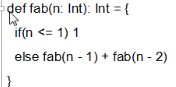 def fab(n: Int): Int = {
if(n <= 1) 1
else fab(n - 1) + fab(n - 2)
}